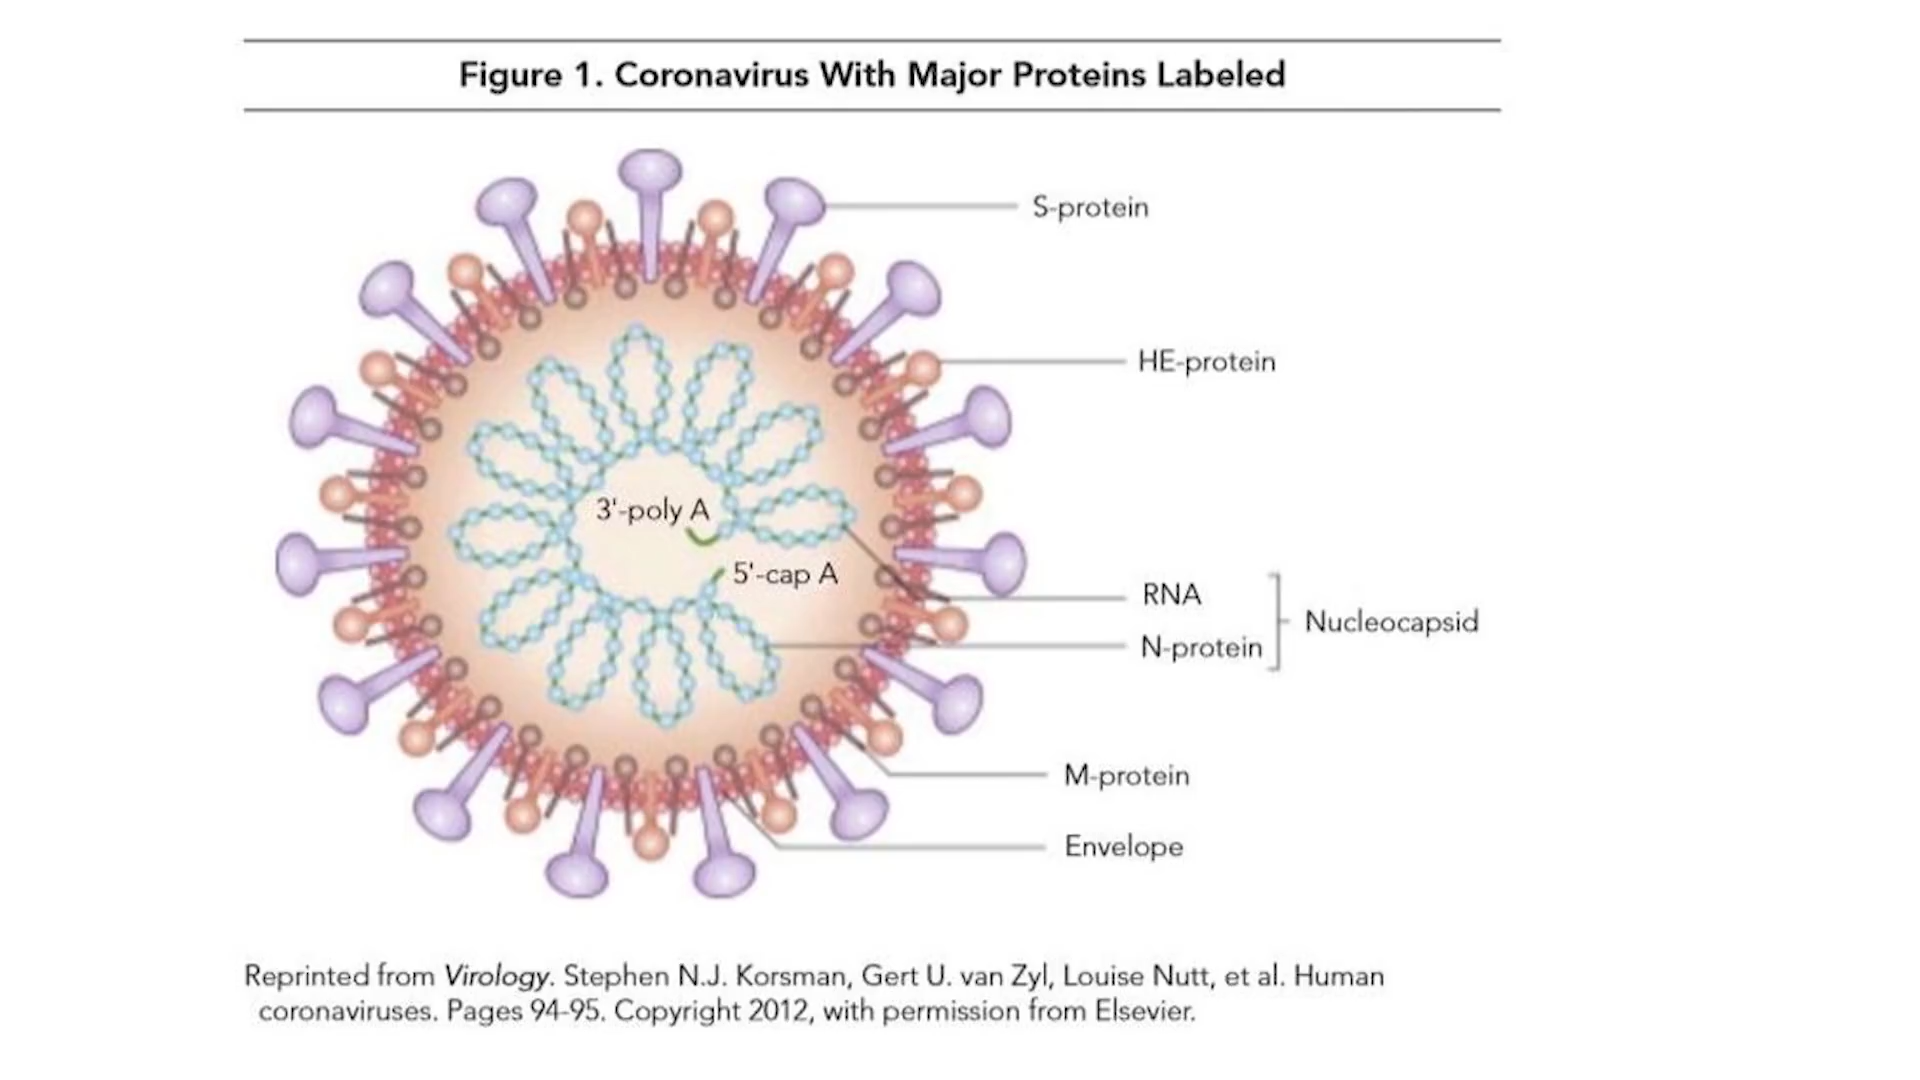 Figure 1. Coronavirus With Major Proteins Labeled
S-protein
HE-protein
3'-poly A
5'-cap A
RNA
Nucleocapsid
N-protein
M-protein
Envelope
Reprinted from Virology. Stephen N.J. Korsman, Gert U. van Zyl, Louise Nutt, et al. Human
coronaviruses. Pages 94-95. Copyright 2012, with permission from Elsevier.